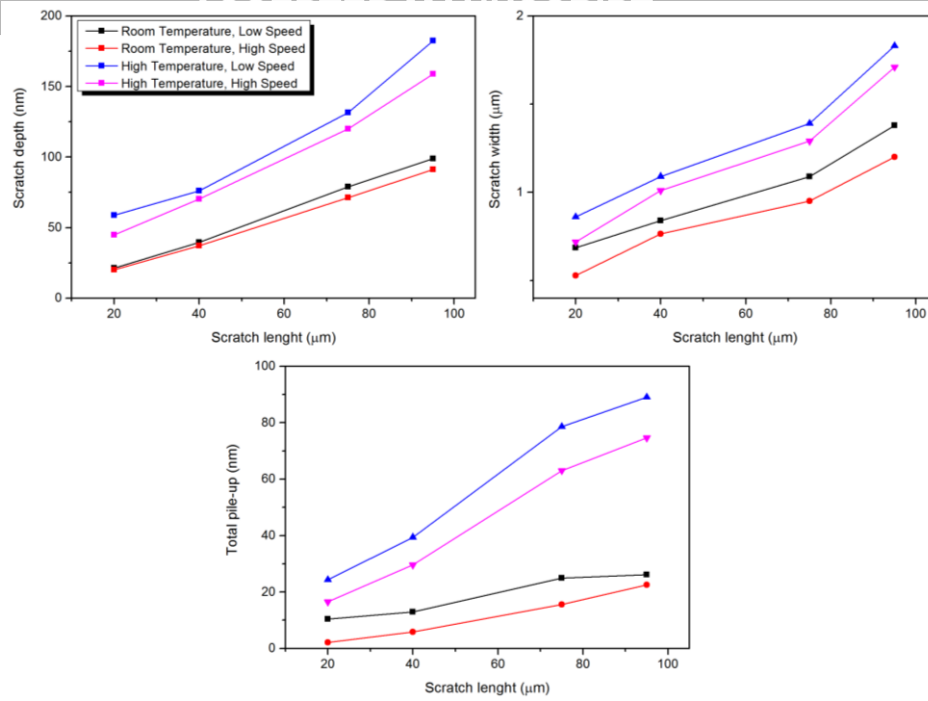 200
150
100
50
0
20
40
60
80
100
Scratch depth (nm)
Scratch lenght (μm)
Room Temperature, Low Speed
Room Temperature, High Speed
High Temperature, Low Speed
High Temperature, High Speed
2
1
20
40
60
80
100
Scratch width (μm)
Scratch lenght (μm)
100
80
60
40
20
0
20
40
60
80
100
Total pile-up (nm)
Scratch lenght (μm)